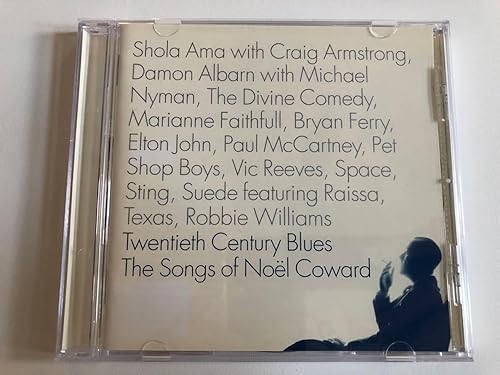 Shola Ama with Craig Armstrong,
Damon Albarn with Michael
Nyman, The Divine Comedy,
Marianne Faithfull, Bryan Ferry,
Elton John, Paul McCartney, Pet
Shop Boys, Vic Reeves, Space,
Sting, Suede featuring Raissa,
Texas, Robbie Williams
Twentieth Century Blues
The Songs of Noël Coward